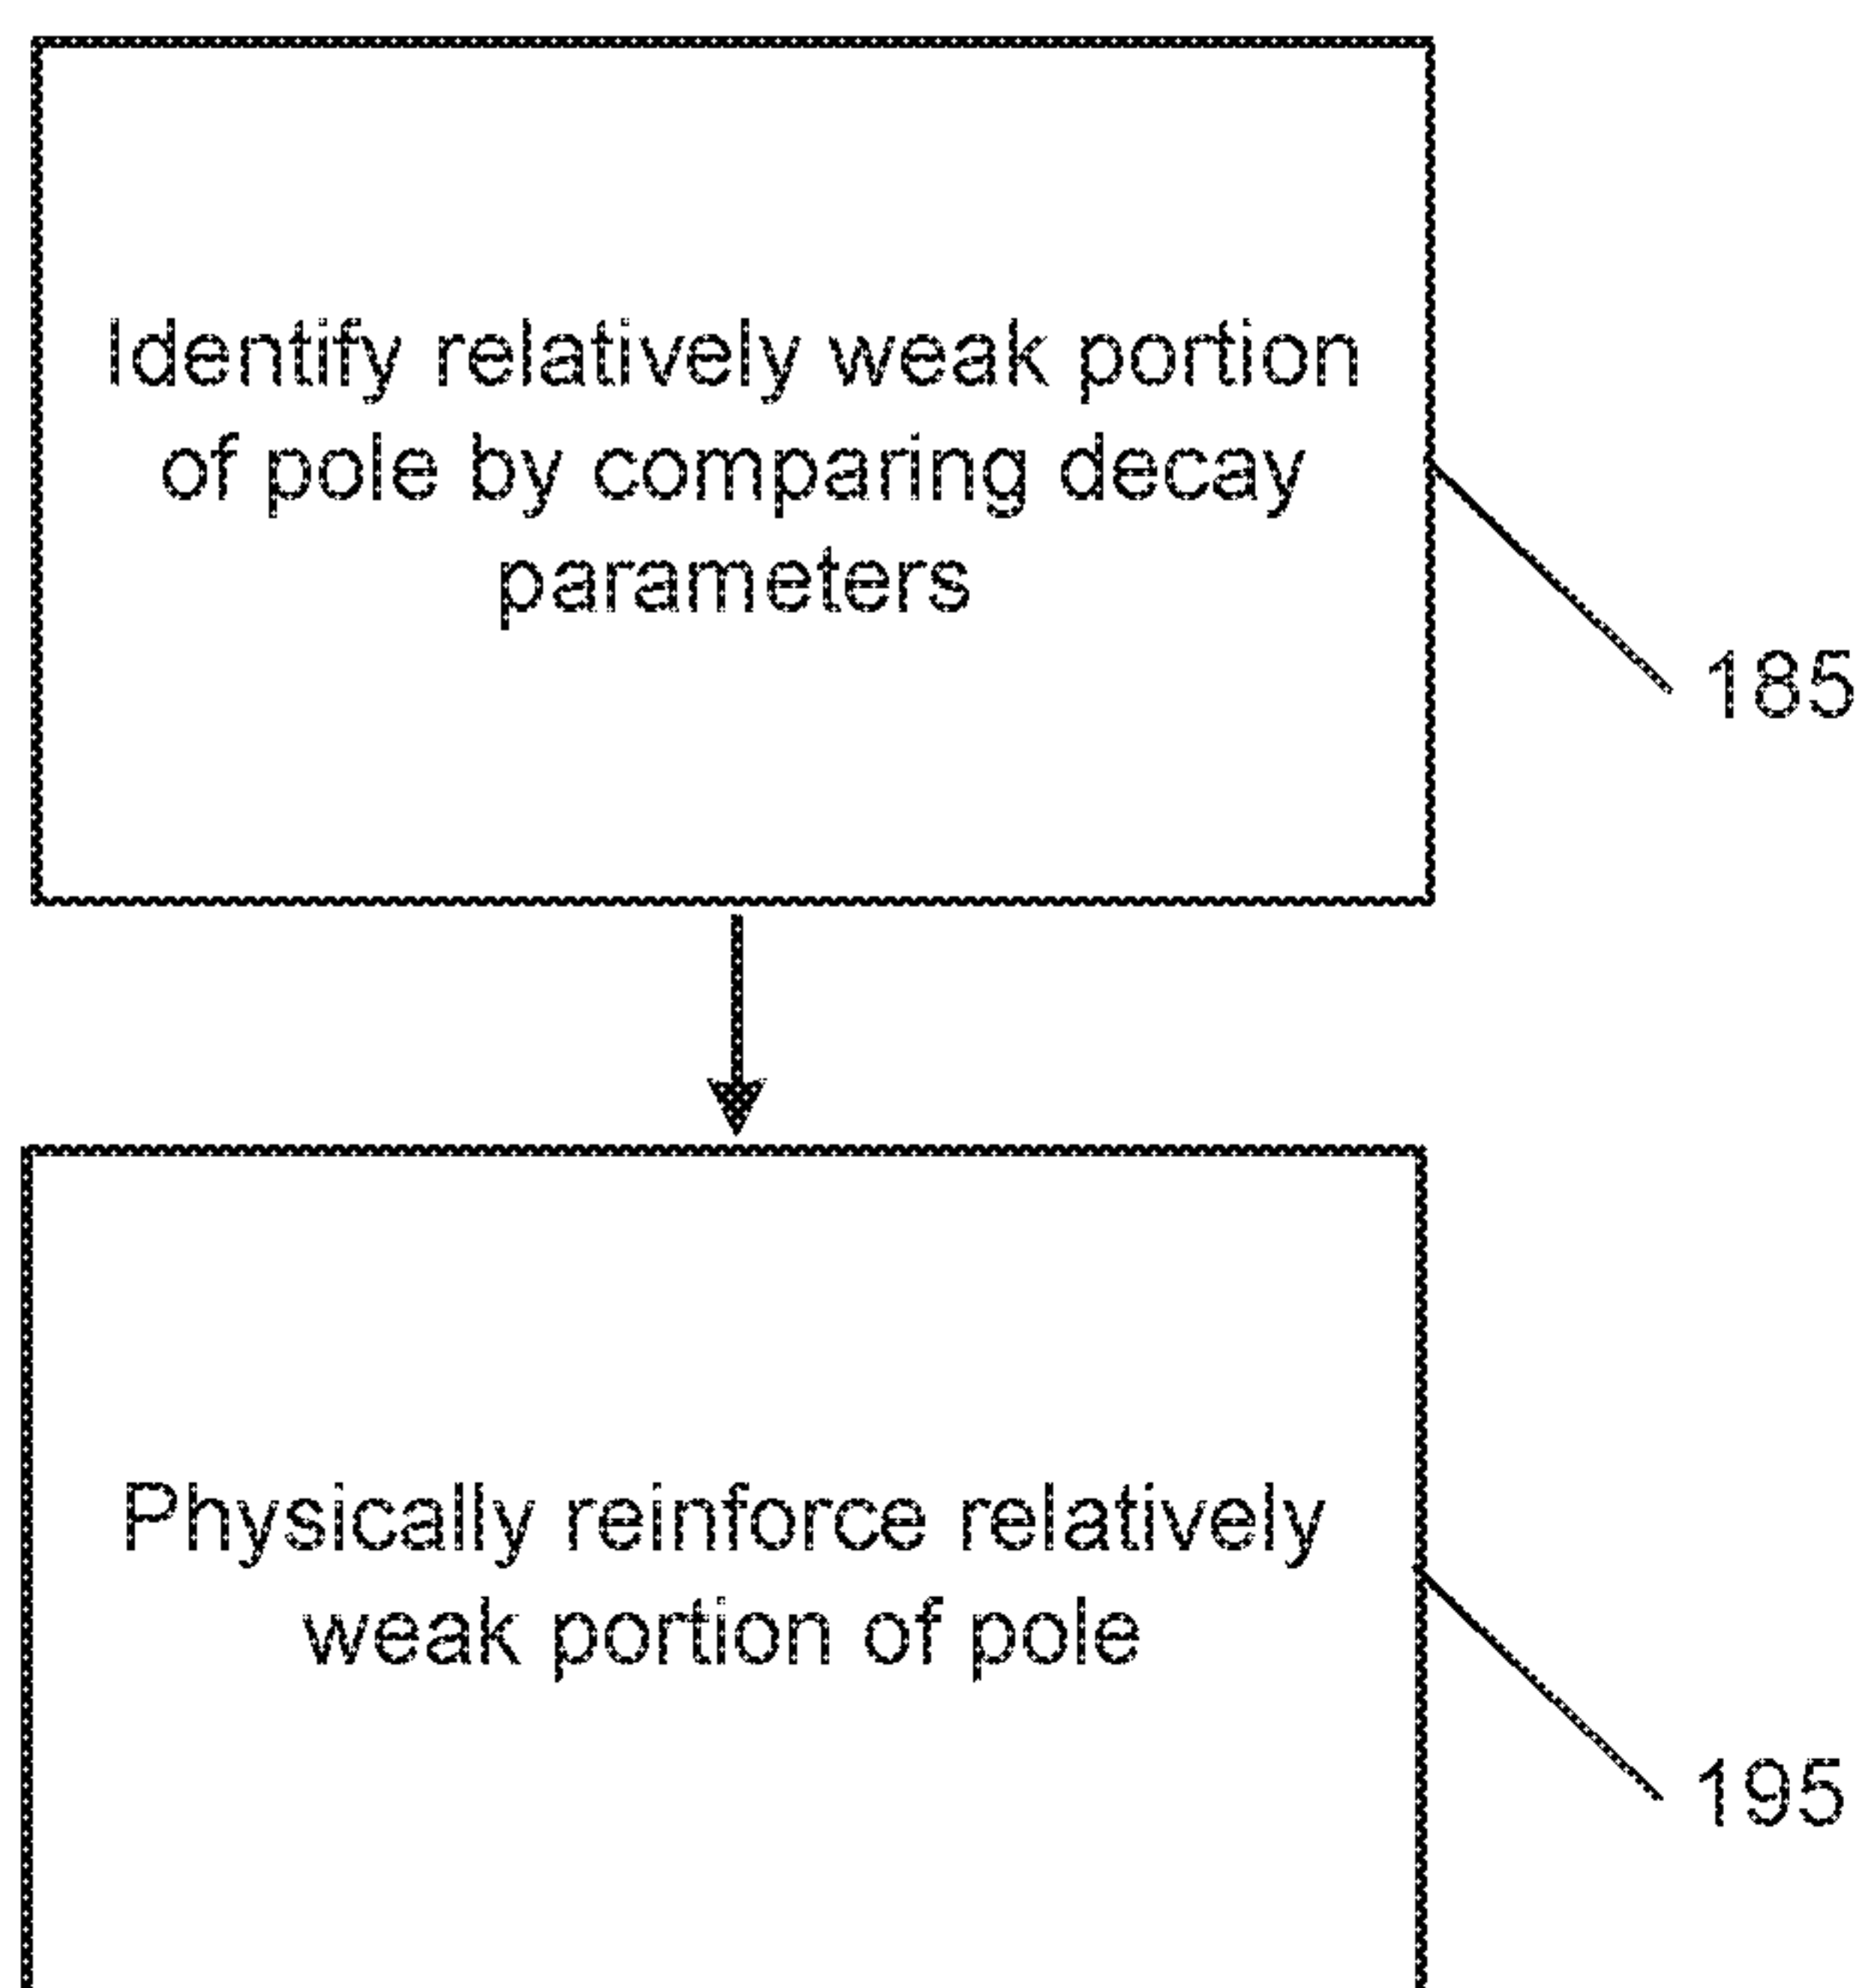 Identify relatively weak portion
of pole by comparing decay
parameters
185
Physically reinforce relatively
weak portion of pole
195